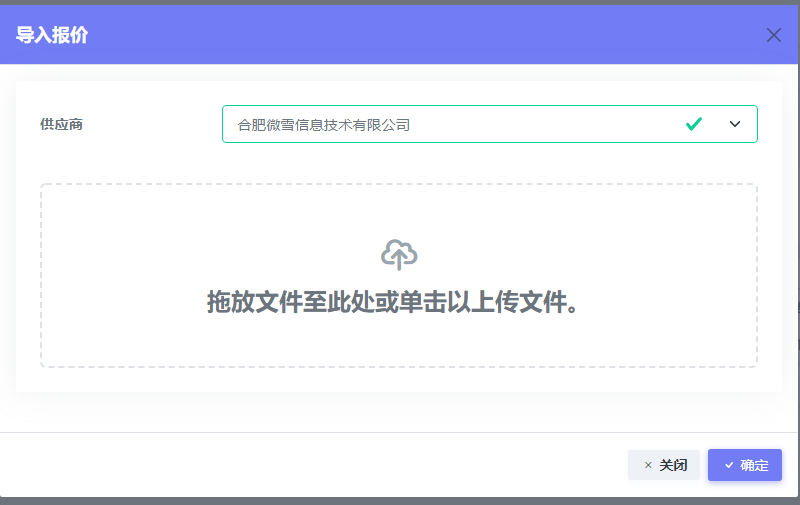 导入报价
供应商
合肥微雪信息技术有限公司
拖放文件至此处或单击以上传文件。
关闭
确定